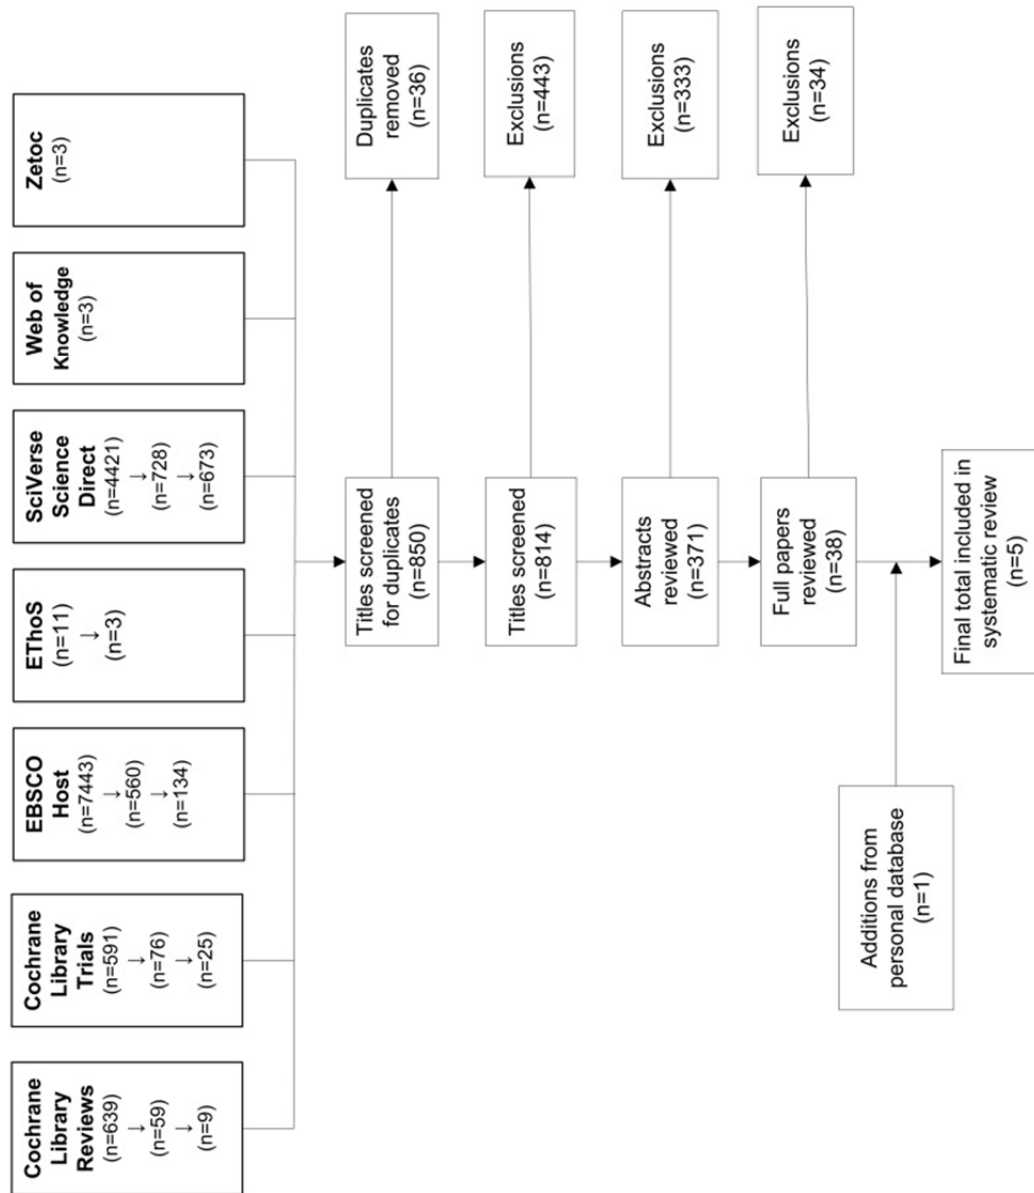 Cochrane
Library
Reviews
(n=639)
→
(n=59)
→
(n=9)
Cochrane
Library
Trials
(n=591)
→
(n=76)
→
(n=25)
EBSCO
Host
(n=7443)
→
(n=560)
→
(n=134)
EThoS
(n=11)
→
(n=3)
SciVerse
Science
Direct
(n=4421)
→
(n=728)
→
(n=673)
Web of
Knowledge
(n=3)
Zetoc
(n=3)
Titles screened
for duplicates
(n=850)
Duplicates
removed
(n=36)
Titles screened
(n=814)
Exclusions
(n=443)
Abstracts
reviewed
(n=371)
Exclusions
(n=333)
Full papers
reviewed
(n=38)
Exclusions
(n=34)
Additions from
personal database
(n=1)
Final total included in
systematic review
(n=5)